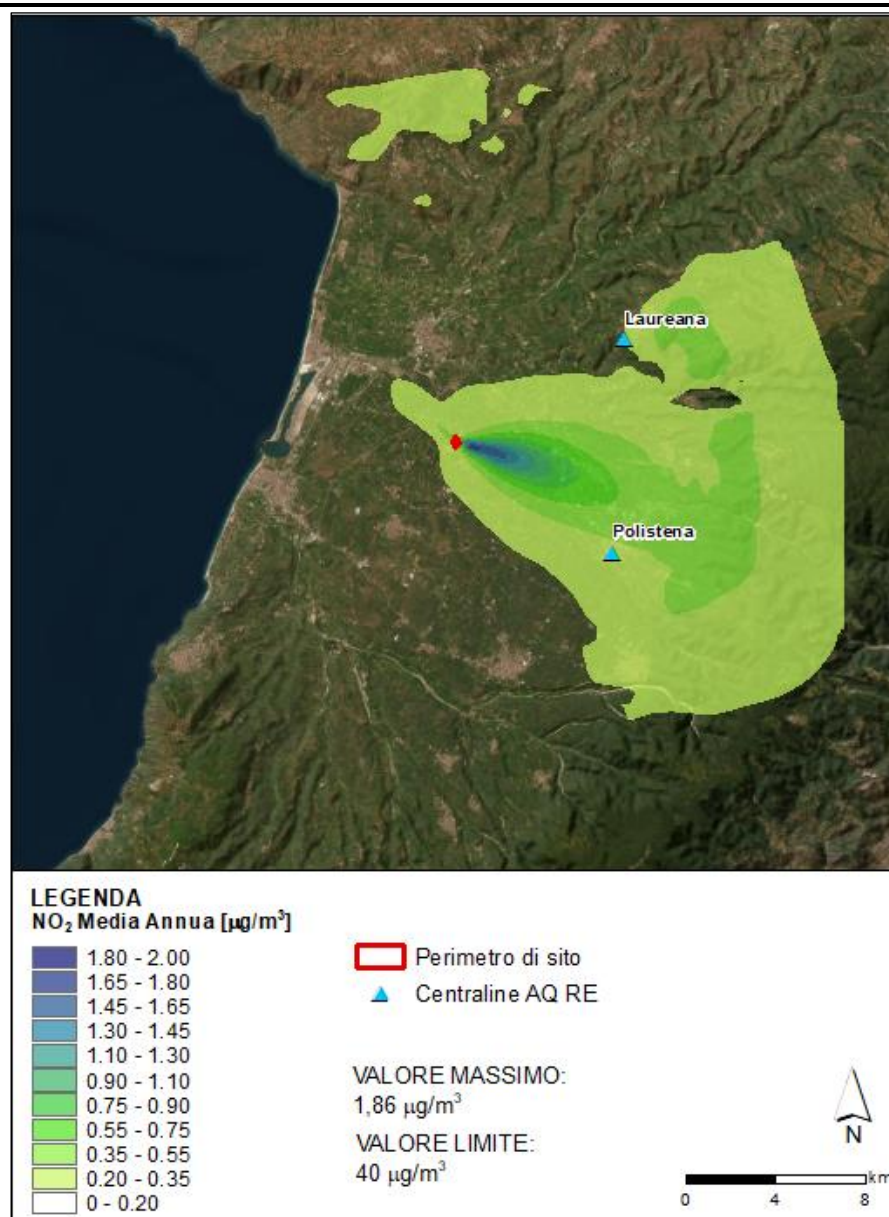 Laureana
Polistena
LEGENDA
NO₂ Media Annua [µg/m³]
1.80 - 2.00
1.65 - 1.80
1.45 - 1.65
1.30 - 1.45
1.10 - 1.30
0.90 - 1.10
0.75 - 0.90
0.55 - 0.75
0.35 - 0.55
0.20 - 0.35
0 - 0.20
Perimetro di sito
Centraline AQ RE
VALORE MASSIMO:
1,86 µg/m³
VALORE LIMITE:
40 µg/m³
N
km
0 4 8